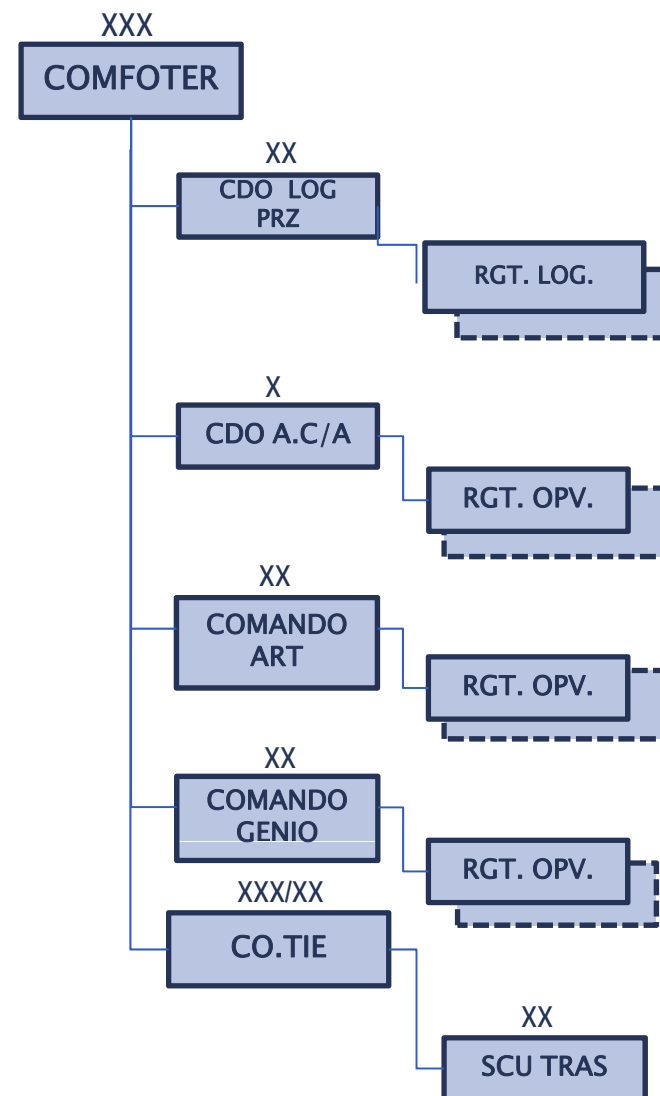 XXX
COMFOTER
XX
CDO LOG
PRZ
RGT. LOG.
X
CDO A.C/A
RGT. OPV.
XX
COMANDO
ART
RGT. OPV.
XX
COMANDO
GENIO
RGT. OPV.
XXX/XX
CO.TIE
XX
SCU TRAS